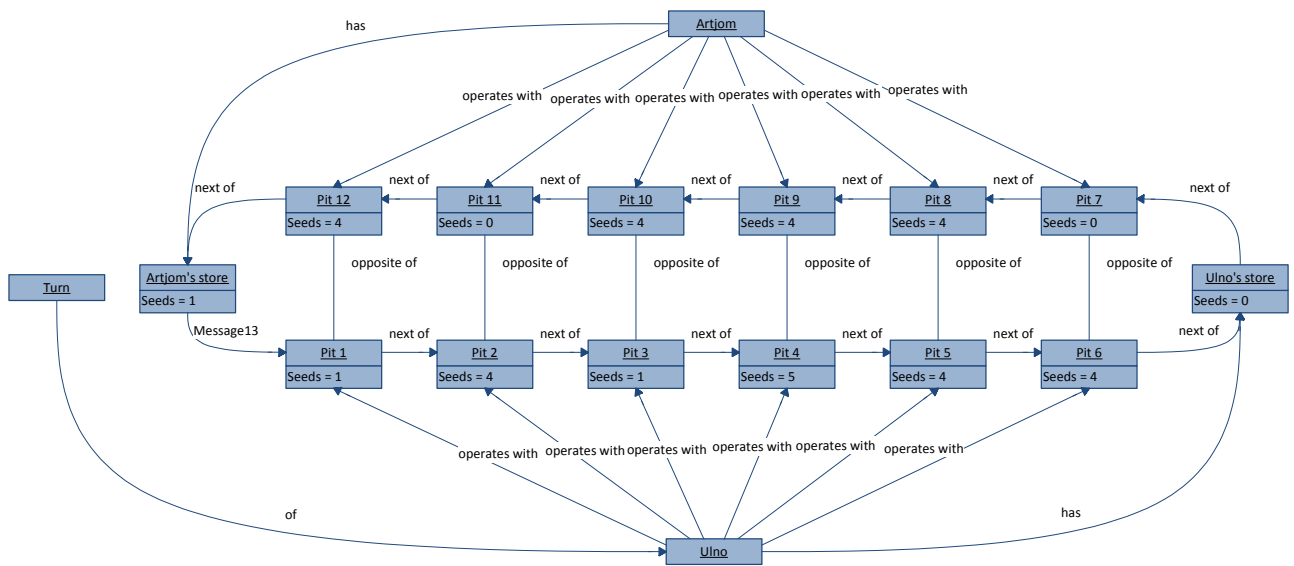 Artjom
has
operates with
operates with
operates with
operates with
operates with
operates with
next of
Pit 12
Seeds = 4
next of
Pit 11
Seeds = 0
next of
Pit 10
Seeds = 4
next of
Pit 9
Seeds = 4
next of
Pit 8
Seeds = 4
next of
Pit 7
Seeds = 0
next of
opposite of
opposite of
opposite of
opposite of
opposite of
opposite of
Turn
Artjom's store
Seeds = 1
Ulno's store
Seeds = 0
Message13
Pit 1
Seeds = 1
next of
Pit 2
Seeds = 4
next of
Pit 3
Seeds = 1
next of
Pit 4
Seeds = 5
next of
Pit 5
Seeds = 4
next of
Pit 6
Seeds = 4
next of
operates with
operates with
operates with
operates with
operates with
operates with
of
has
Ulno